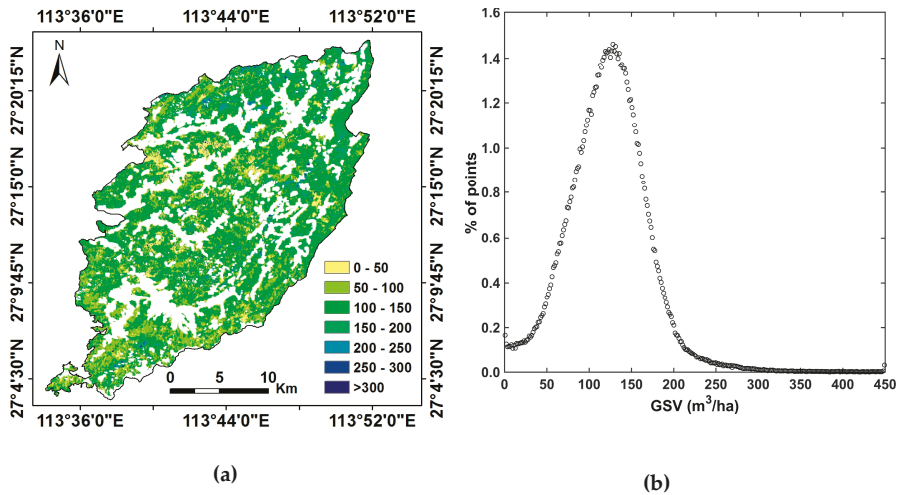 113°36'0"E 113°44'0"E 113°52'0"E
N
27°20'15"N
27°15'0"N
27°9'45"N
27°4'30"N
27°20'15"N
27°15'0"N
27°9'45"N
27°4'30"N
0 - 50
50 - 100
100 - 150
150 - 200
200 - 250
250 - 300
>300
0 5 10
Km
113°36'0"E 113°44'0"E 113°52'0"E
(a)
1.6
1.4
1.2
1.0
0.8
0.6
0.4
0.2
0.0
% of points
0 50 100 150 200 250 300 350 400 450
GSV (m³/ha)
(b)